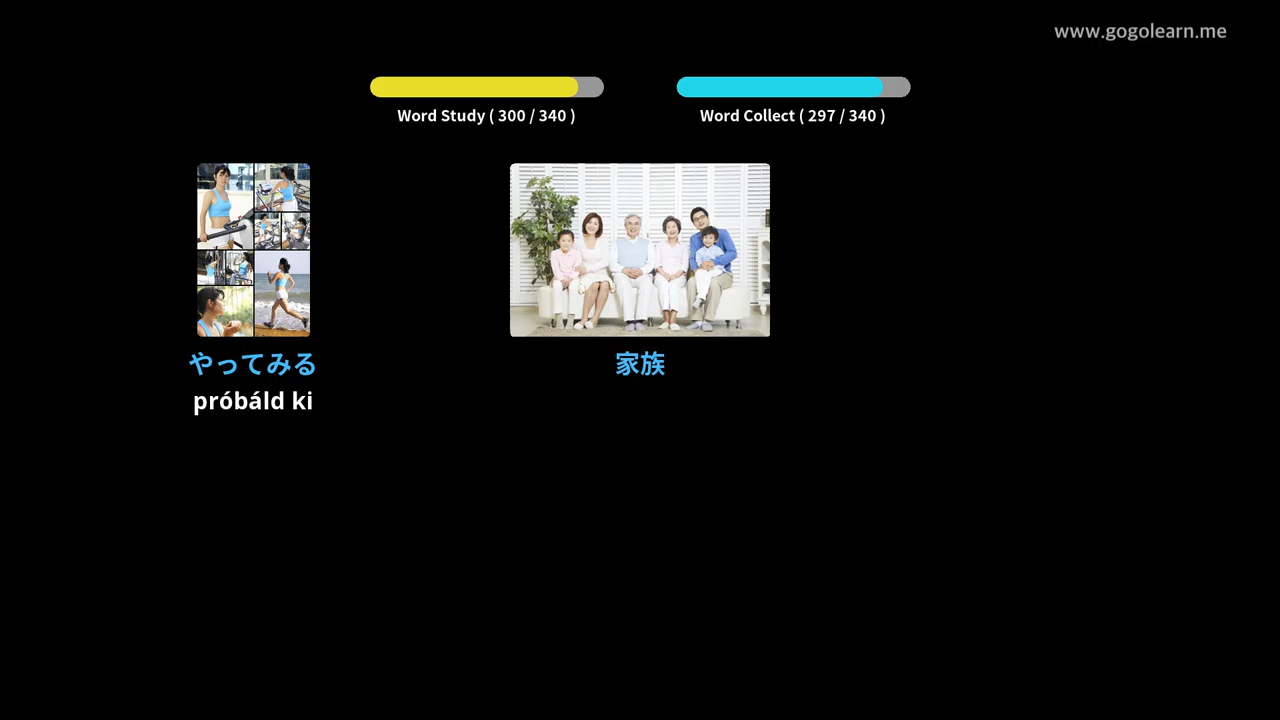 www.gogolearn.me
Word Study ( 300 / 340 )
Word Collect ( 297 / 340 )
やってみる
próbáld ki
家族